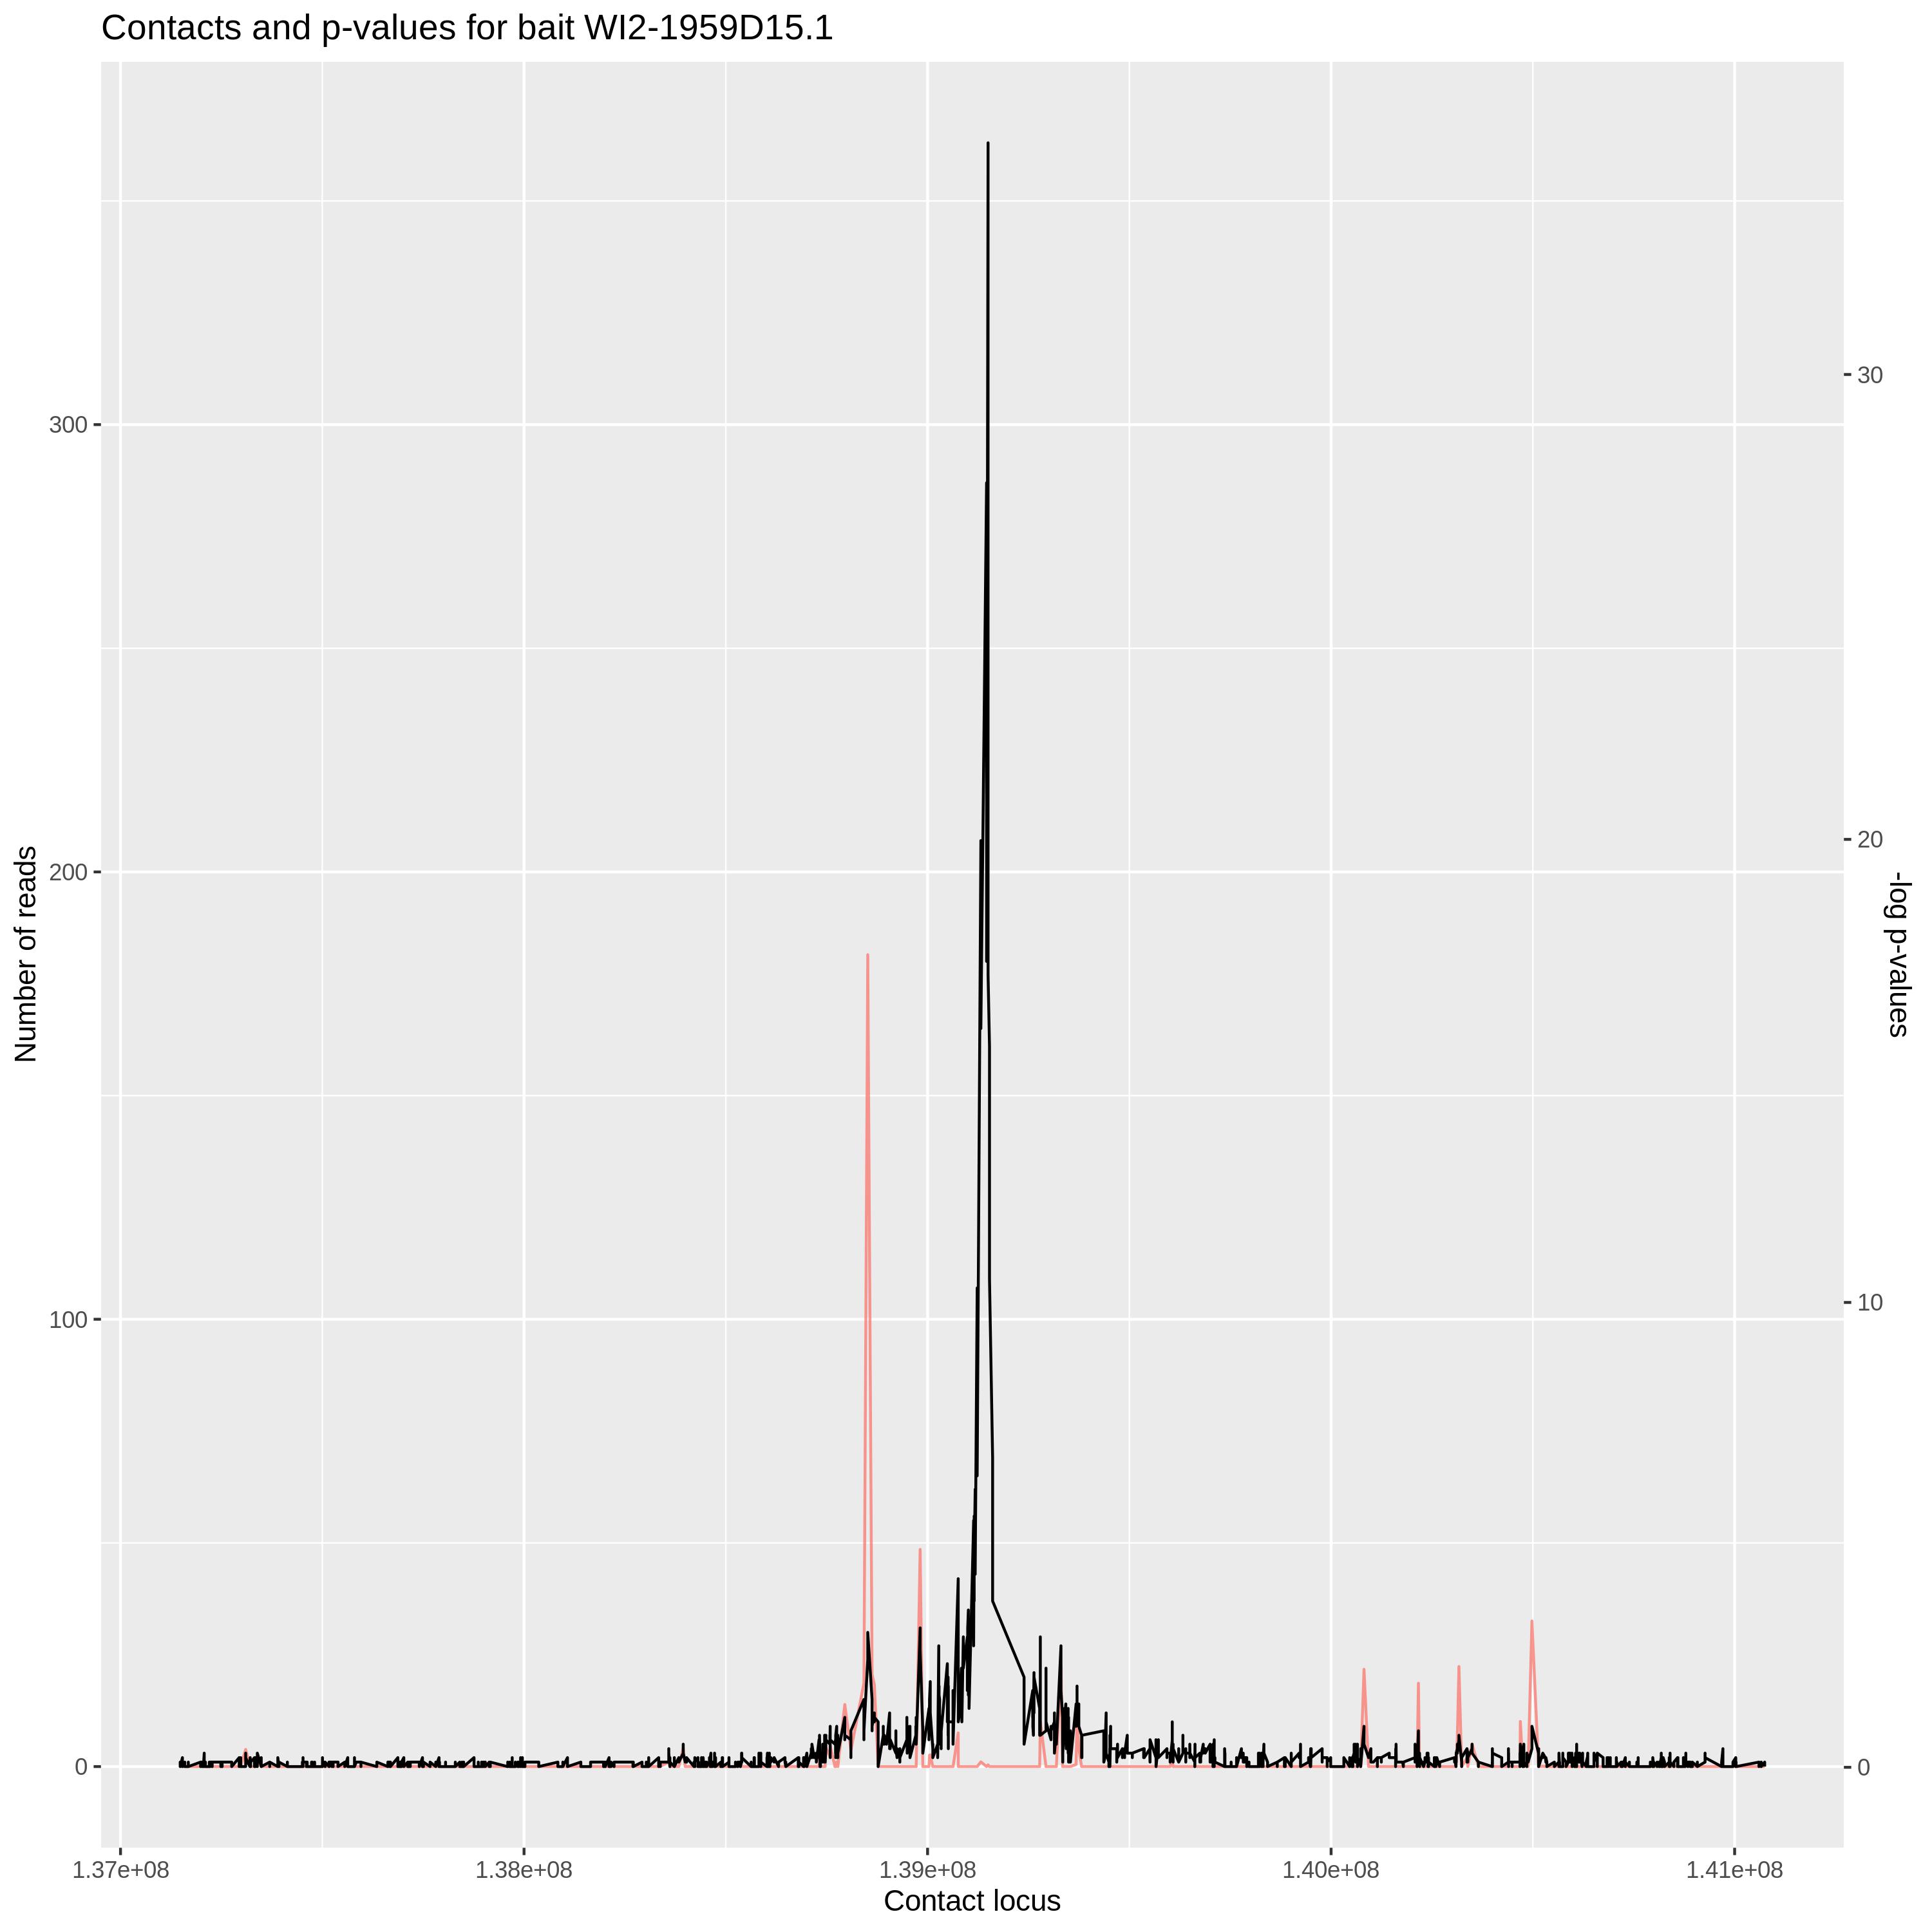 Contacts and p-values for bait WI2-1959D15.1
Number of reads
300
200
100
0
30
20
10
0
-log p-values
1.37e+08
1.38e+08
1.39e+08
1.40e+08
1.41e+08
Contact locus